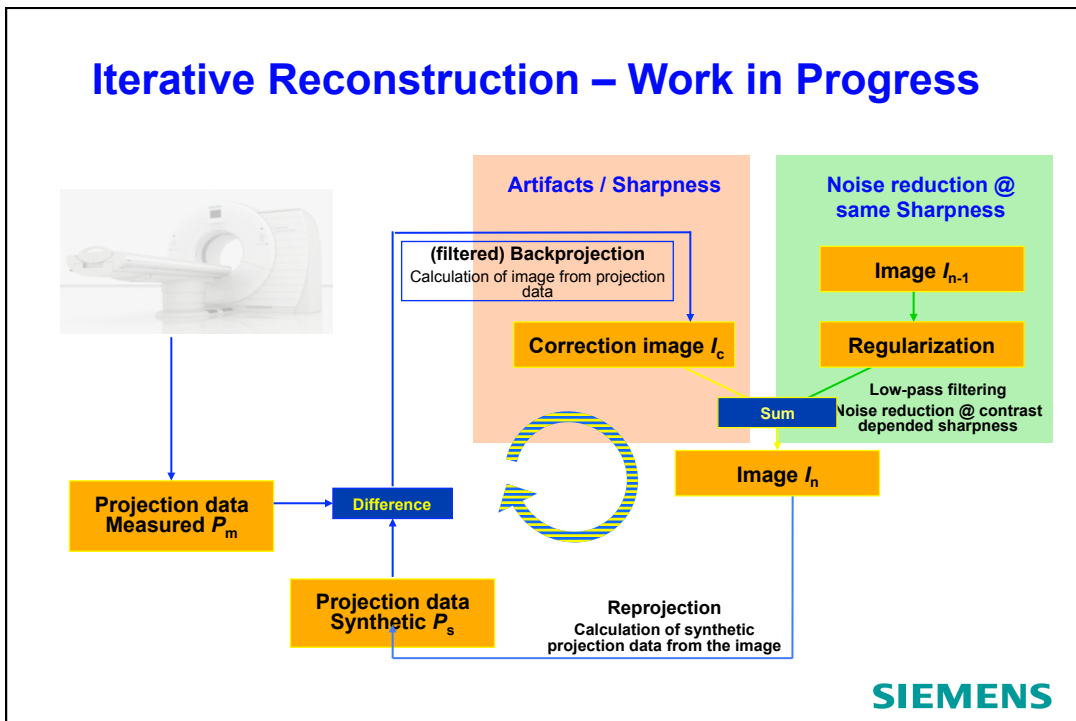 Iterative Reconstruction – Work in Progress
Artifacts / Sharpness
Noise reduction @
same Sharpness
(filtered) Backprojection
Calculation of image from projection
data
Image Iₙ₋₁
Correction image I_c
Regularization
Low-pass filtering
Noise reduction @ contrast
depended sharpness
Sum
Image Iₙ
Projection data
Measured Pₘ
Difference
Projection data
Synthetic Pₛ
Reprojection
Calculation of synthetic
projection data from the image
SIEMENS